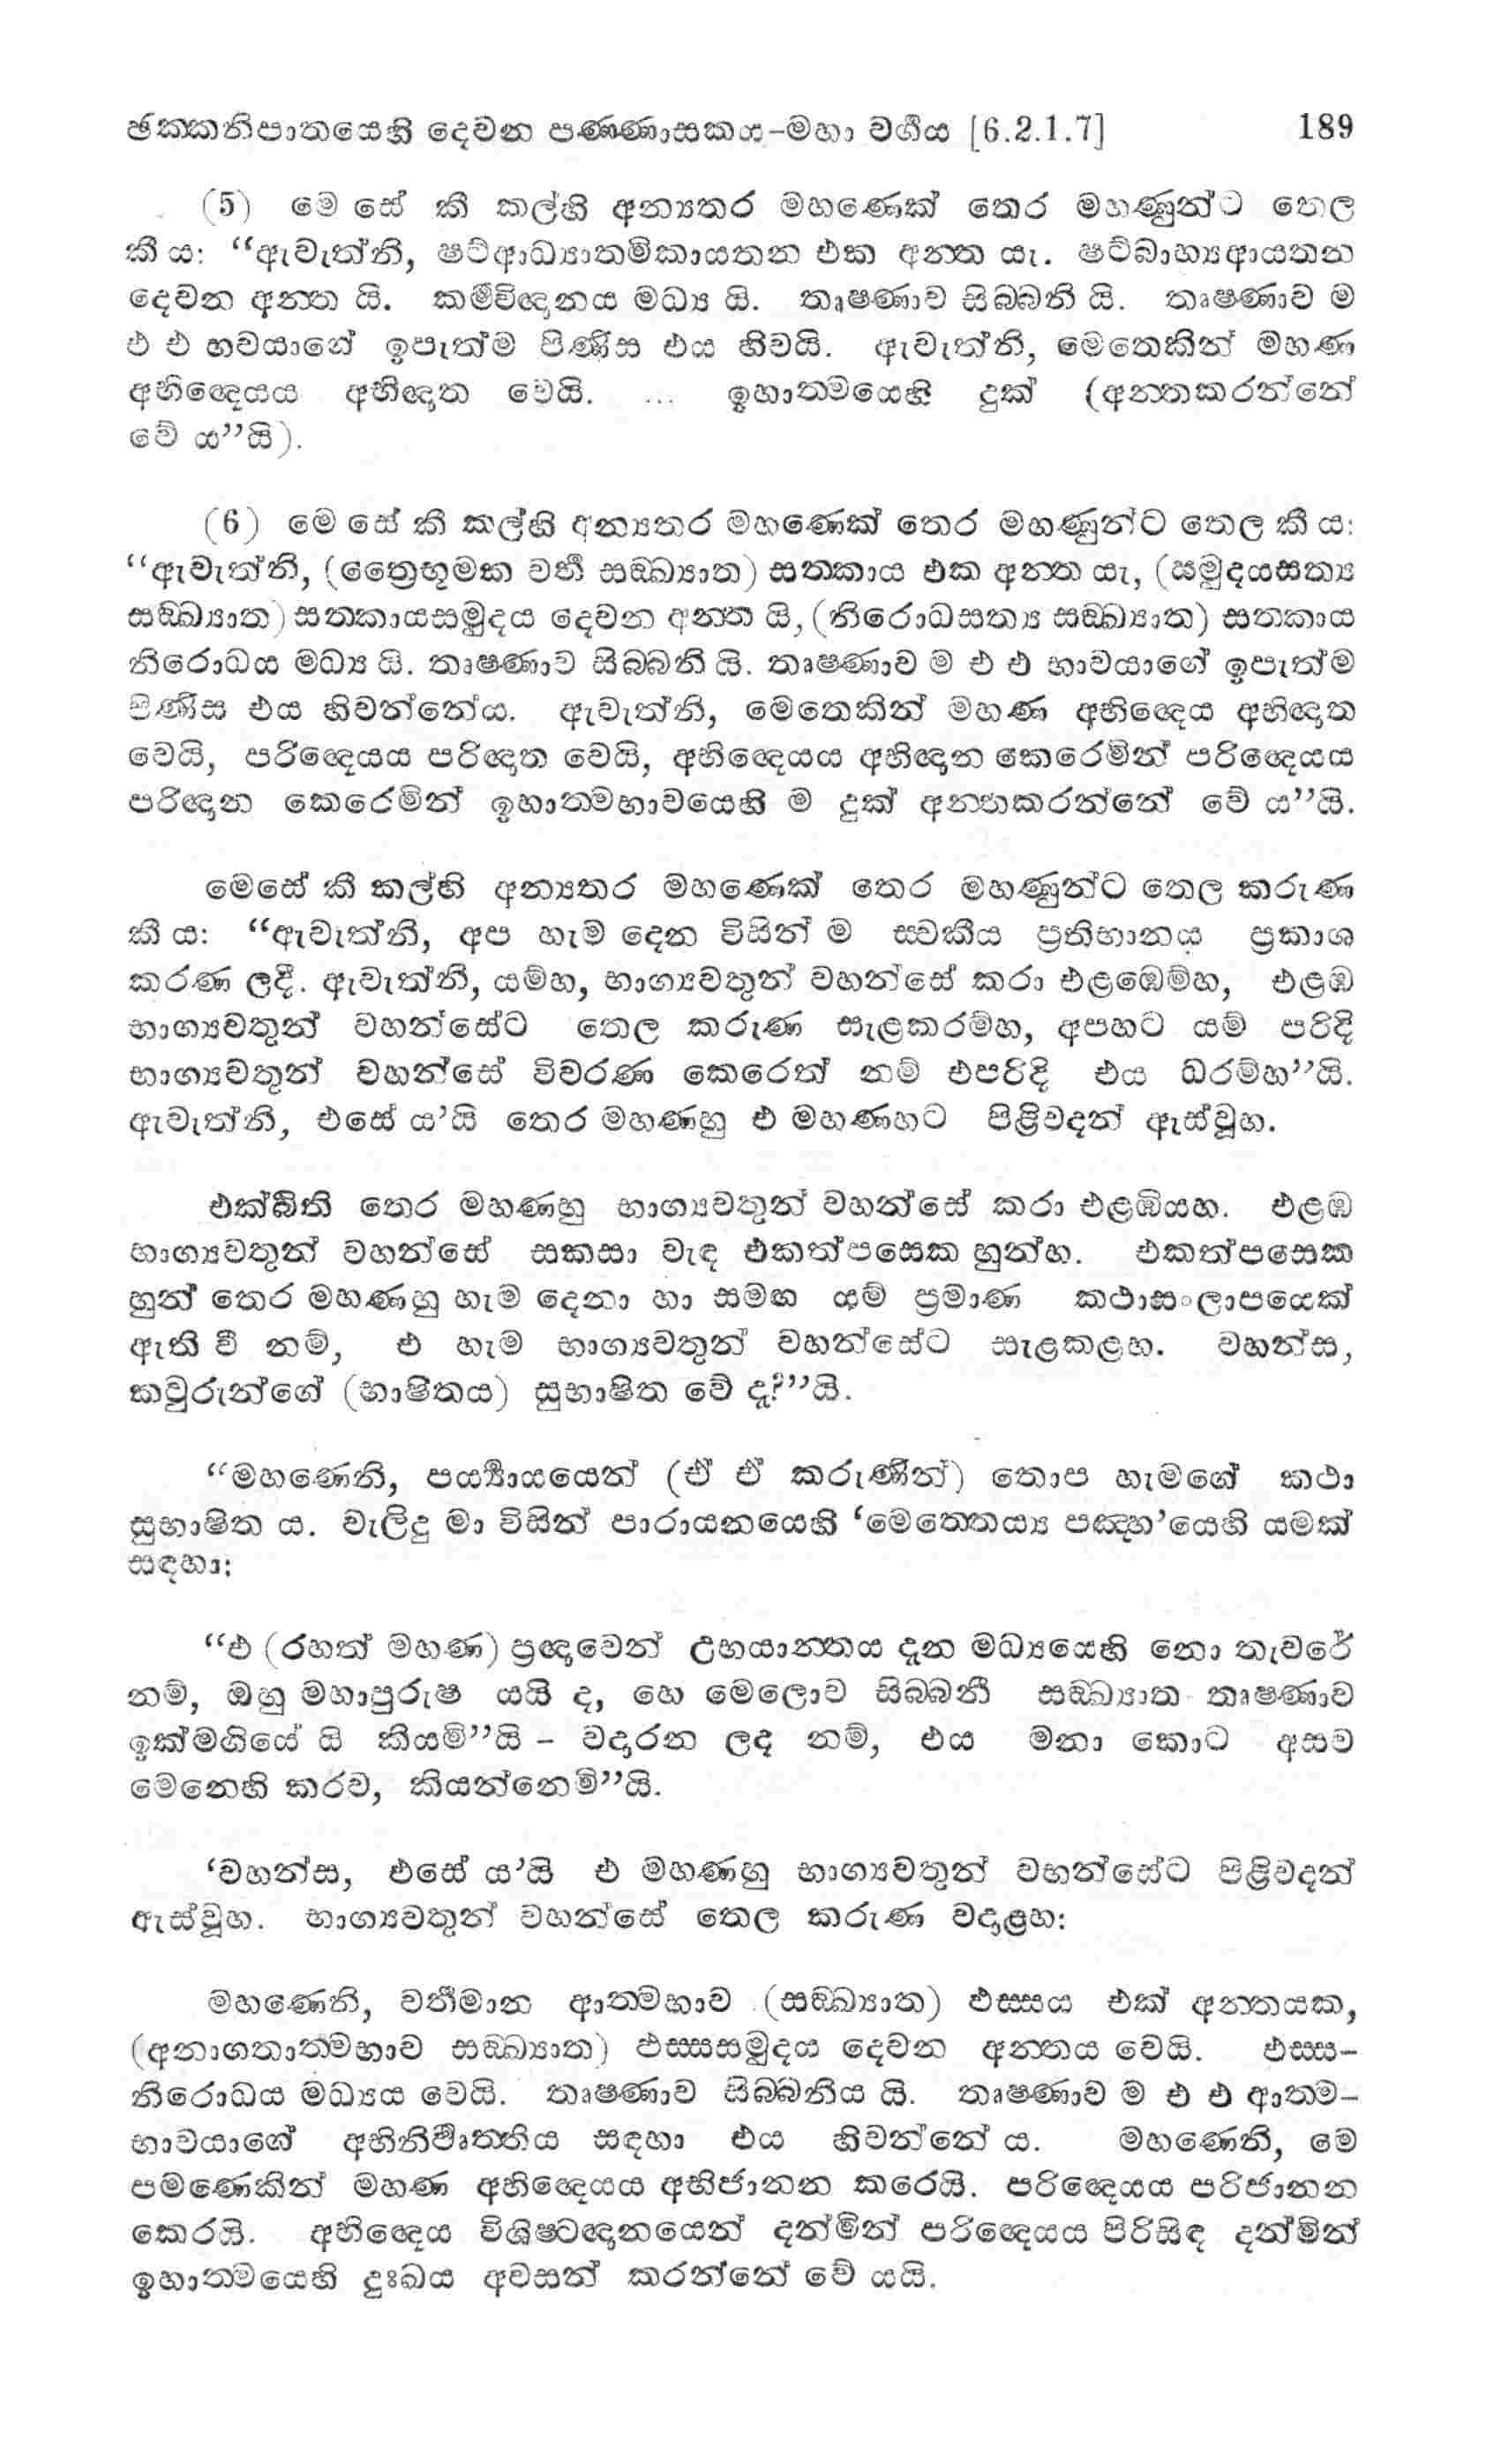 ඡක්කනිපාතයෙහි දෙවන පණ්ණාසකය-මහා වර්ගය [6.2.1.7] 189
(5) මෙ සේ කී කල්හි අන්‍යතර මහණෙක් තෙර මහණුන්ට තෙල
කී ය: “ඇවැත්නි, ෂට්ආධ්‍යාත්මිකායතන එක අන්ත යැ. ෂට්බාහ්‍යආයතන
දෙවන අන්ත යි. කර්මවිඥානය මධ්‍ය යි. තෘෂ්ණාව සිබ්බනි යි. තෘෂ්ණාව ම
ඒ ඒ භවයාගේ ඉපැත්ම පිණිස එය හිවයි. ඇවැත්නි, මෙතෙකින් මහණ
අභිඥෙයය අභිඥාත වෙයි. ... ඉහාත්මයෙහි දුක් (අන්තකරන්නේ
වේ ය”යි).
(6) මෙ සේ කී කල්හි අන්‍යතර මහණෙක් තෙර මහණුන්ට තෙල කී ය:
“ඇවැත්නි, (ත්‍රෛභූමක වර්ත සඞ්ඛ්‍යාත) සත්කාය එක අන්ත යැ, (සමුදයසත්‍ය
සඞ්ඛ්‍යාත) සත්කායසමුදය දෙවන අන්ත යි, (නිරොධසත්‍ය සඞ්ඛ්‍යාත) සත්කාය
නිරොධය මධ්‍ය යි. තෘෂ්ණාව සිබ්බනි යි. තෘෂ්ණාව ම එ එ භාවයාගේ ඉපැත්ම
පිණිස එය හිවන්නේය. ඇවැත්නි, මෙතෙකින් මහණ අභිඥෙය අභිඥාත
වෙයි, පරිඥෙයය පරිඥාත වෙයි, අභිඥෙයය අභිඥාන කෙරෙමින් පරිඥෙයය
පරිඥාන කෙරෙමින් ඉහාත්මභාවයෙහි ම දුක් අන්තකරන්නේ වේ ය”යි.
මෙසේ කී කල්හි අන්‍යතර මහණෙක් තෙර මහණුන්ට තෙල කරුණ
කී ය: “ඇවැත්නි, අප හැම දෙන විසින් ම ස්වකීය ප්‍රතිභානය ප්‍රකාශ
කරණ ලදී. ඇවැත්නි, යම්හ, භාග්‍යවතුන් වහන්සේ කරා එළඹෙම්හ, එළඹ
භාග්‍යවතුන් වහන්සේට තෙල කරුණ සැළකරම්හ, අපහට යම් පරිදි
භාග්‍යවතුන් වහන්සේ විවරණ කෙරෙත් නම් එපරිදි එය ධරම්හ”යි.
ඇවැත්නි, එසේ ය’යි තෙර මහණහු එ මහණහට පිළිවදන් ඇස්වූහ.
එක්බිති තෙර මහණහු භාග්‍යවතුන් වහන්සේ කරා එළඹියහ. එළඹ
භාග්‍යවතුන් වහන්සේ සකසා වැඳ එකත්පසෙක හුන්හ. එකත්පසෙක
හුන් තෙර මහණහු හැම දෙනා හා සමඟ යම් ප්‍රමාණ කථාසංලාපයෙක්
ඇති වී නම්, එ හැම භාග්‍යවතුන් වහන්සේට සැළකළහ. වහන්ස,
කවුරුන්ගේ (භාෂිතය) සුභාෂිත වේ දැ?”යි.
“මහණෙනි, පර්‍ය්‍යායයෙන් (ඒ ඒ කරුණින්) තොප හැමගේ කථා
සුභාෂිත ය. වැලිදු මා විසින් පාරායනයෙහි ‘මෙත්තෙය්‍ය පඤ්හ’යෙහි යමක්
සඳහා:
“එ (රහත් මහණ) ප්‍රඥාවෙන් උභයාන්තය දැන මධ්‍යයෙහි නො තැවරේ
නම්, ඔහු මහාපුරුෂ යයි ද, හෙ මෙලොව සිබ්බනී සඞ්ඛ්‍යාත තෘෂ්ණාව
ඉක්මගියේ යි කියමි”යි – වදාරන ලද නම්, එය මනා කොට අසව
මෙනෙහි කරව, කියන්නෙමි”යි.
‘වහන්ස, එසේ ය’යි එ මහණහු භාග්‍යවතුන් වහන්සේට පිළිවදන්
ඇස්වූහ. භාග්‍යවතුන් වහන්සේ තෙල කරුණ වදාළහ:
මහණෙනි, වර්තමාන ආත්මභාව (සඞ්ඛ්‍යාත) ඵස්සය එක් අන්තයක,
(අනාගතාත්මභාව සඞ්ඛ්‍යාත) ඵස්සසමුදය දෙවන අන්තය වෙයි. ඵස්ස-
නිරොධය මධ්‍යය වෙයි. තෘෂ්ණාව සිබ්බනිය යි. තෘෂ්ණාව ම එ එ ආත්ම-
භාවයාගේ අභිනිර්වෘත්තිය සඳහා එය හිවන්නේ ය. මහණෙනි, මෙ
පමණෙකින් මහණ අභිඥෙයය අභිජානන කරෙයි. පරිඥෙයය පරිජානන
කෙරයි. අභිඥෙය විශිෂ්ටඥානයෙන් දන්මින් පරිඥෙයය පිරිසිඳ දන්මින්
ඉහාත්මයෙහි දුඃඛය අවසන් කරන්නේ වේ යයි.